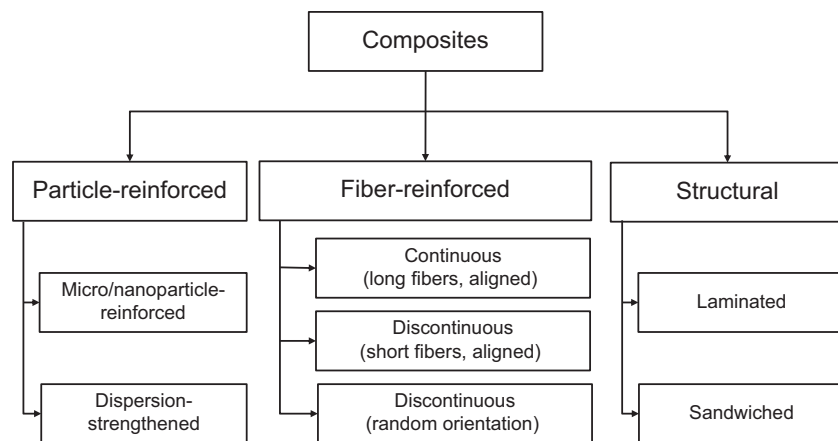 Composites
Particle-reinforced
Fiber-reinforced
Structural
Micro/nanoparticle-
reinforced
Dispersion-
strengthened
Continuous
(long fibers, aligned)
Discontinuous
(short fibers, aligned)
Discontinuous
(random orientation)
Laminated
Sandwiched